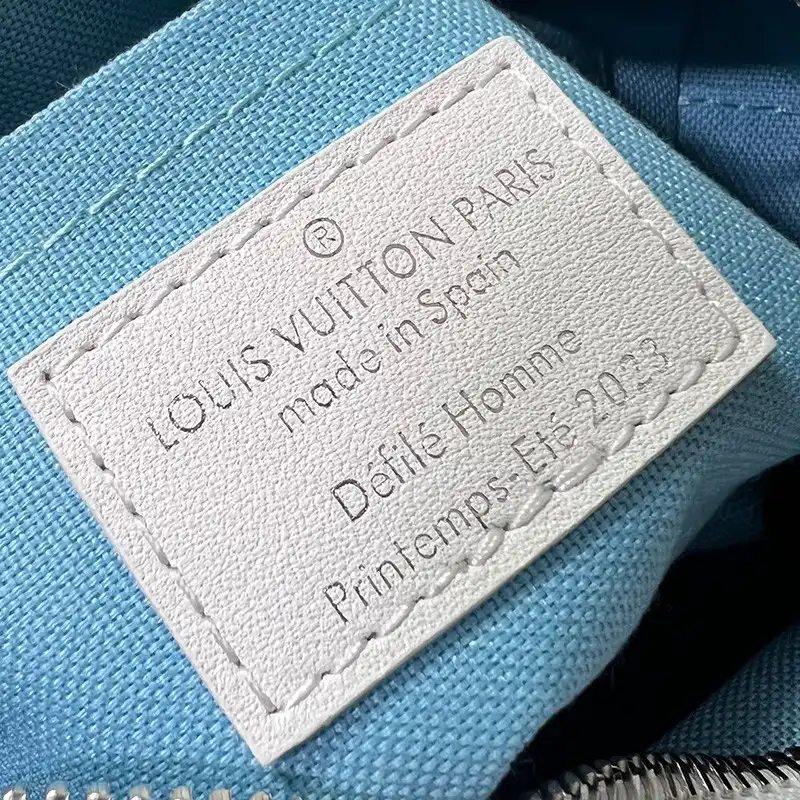 ®
LOUIS VUITTON PARIS
made in Spain
Défilé Homme
Printemps-Eté 2023